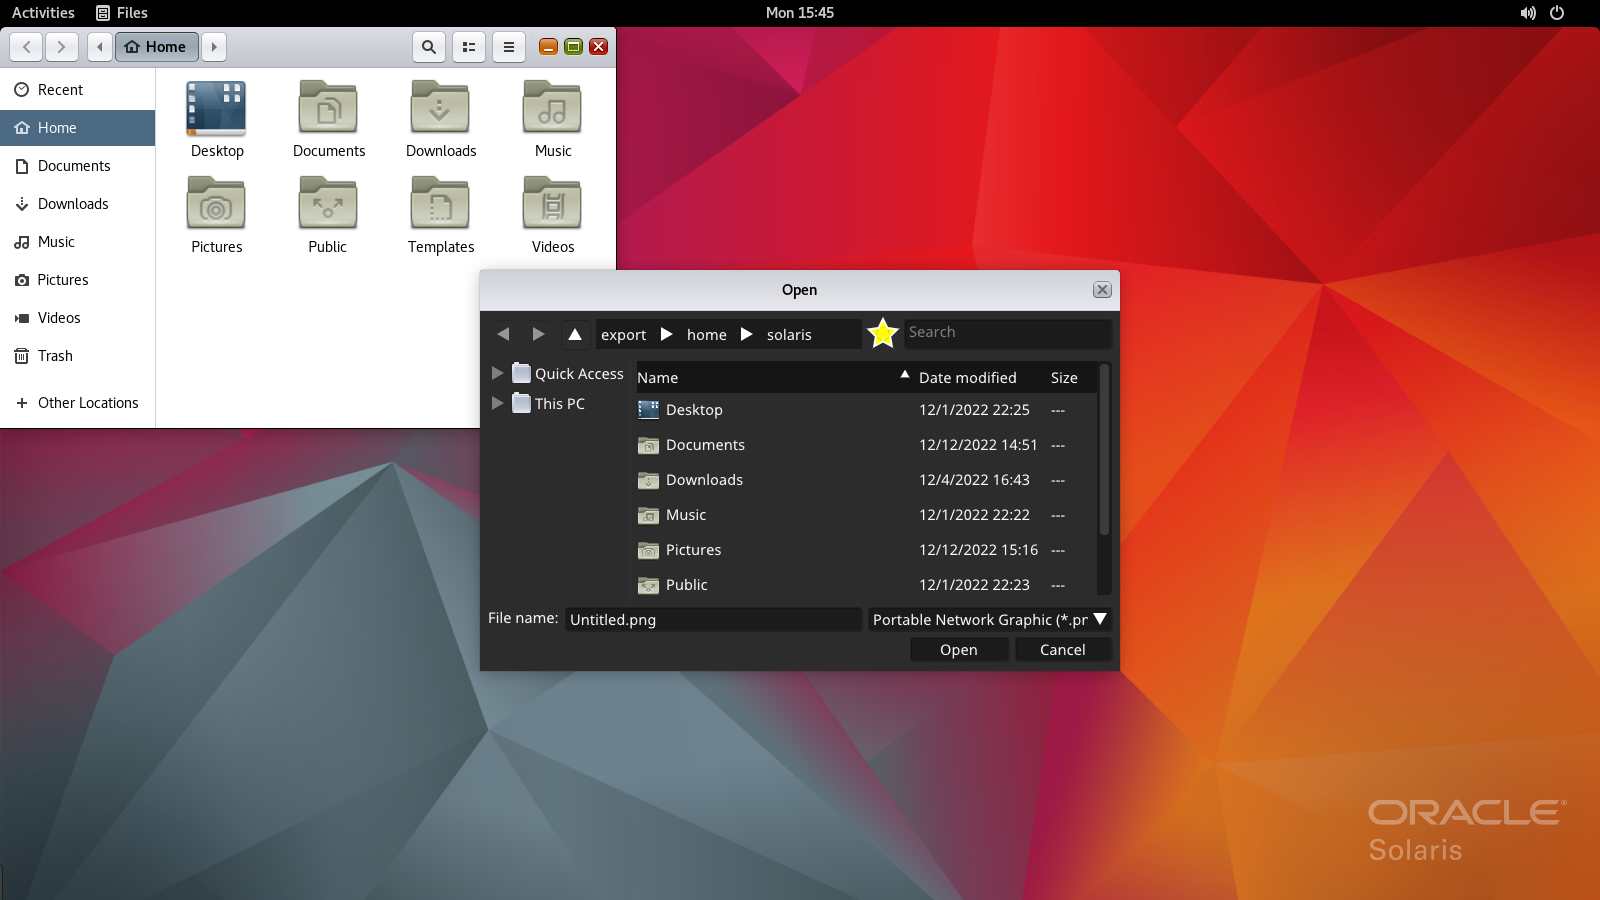 Activities Files Mon 15:45
Home
Recent
Home
Documents
Downloads
Music
Pictures
Videos
Trash
Other Locations
Desktop Documents Downloads Music
Pictures Public Templates Videos
Open
export home solaris Search
Quick Access
This PC
Name Date modified Size
Desktop 12/1/2022 22:25 ---
Documents 12/12/2022 14:51 ---
Downloads 12/4/2022 16:43 ---
Music 12/1/2022 22:22 ---
Pictures 12/12/2022 15:16 ---
Public 12/1/2022 22:23 ---
File name: Untitled.png Portable Network Graphic (*.pr
Open Cancel
ORACLE
Solaris